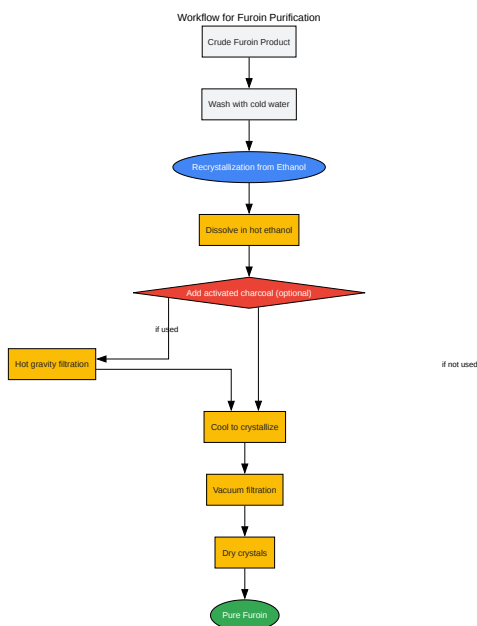 Workflow for Furoin Purification
Crude Furoin Product
Wash with cold water
Recrystallization from Ethanol
Dissolve in hot ethanol
Add activated charcoal (optional)
if used
Hot gravity filtration
if not used
Cool to crystallize
Vacuum filtration
Dry crystals
Pure Furoin